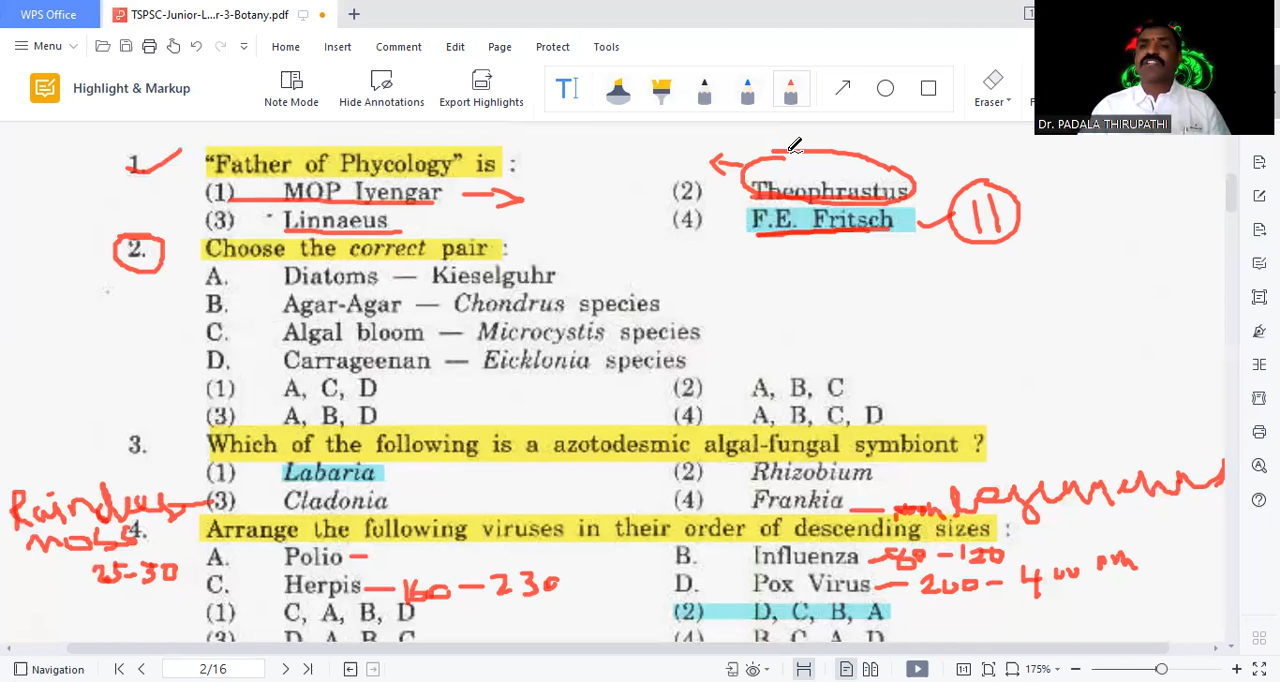 WPS Office
TSPSC-Junior-L...r-3-Botany.pdf
Menu
Home Insert Comment Edit Page Protect Tools
Highlight & Markup
Note Mode Hide Annotations Export Highlights
Eraser
Dr. PADALA THIRUPATHI
1. "Father of Phycology" is :
(1) MOP Iyengar (2) Theophrastus
(3) Linnaeus (4) F.E. Fritsch
11
2. Choose the correct pair :
A. Diatoms — Kieselguhr
B. Agar-Agar — Chondrus species
C. Algal bloom — Microcystis species
D. Carrageenan — Eicklonia species
(1) A, C, D (2) A, B, C
(3) A, B, D (4) A, B, C, D
3. Which of the following is a azotodesmic algal-fungal symbiont ?
(1) Labaria (2) Rhizobium
(3) Cladonia (4) Frankia
4. Arrange the following viruses in their order of descending sizes :
A. Polio B. Influenza — 120
25-30
C. Herpis — 160 – 230 D. Pox Virus – 200 – 400 nm
(1) C, A, B, D (2) D, C, B, A
(3) D, A, B, C (4) B, C, A, D
Navigation 2/16 175%